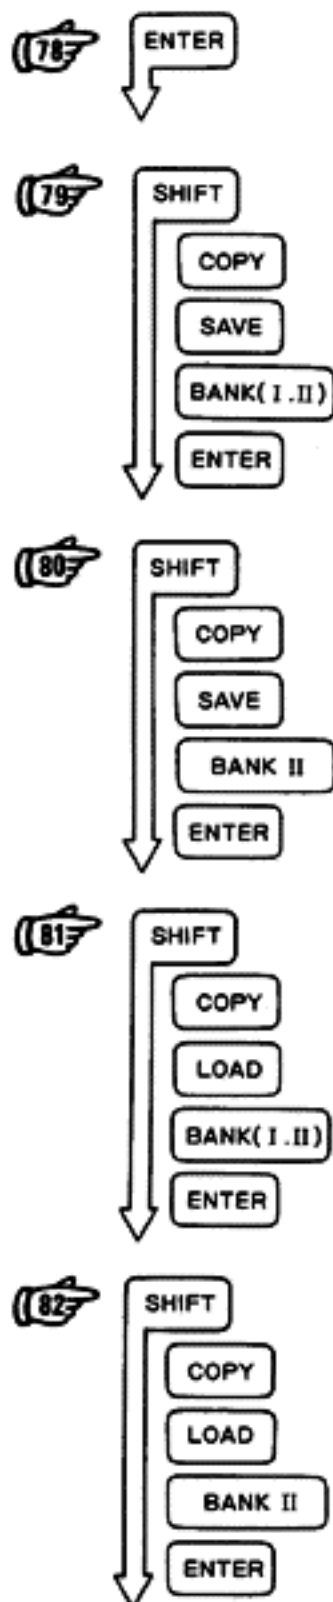 78 ENTER
79 SHIFT
COPY
SAVE
BANK( I .II)
ENTER
80 SHIFT
COPY
SAVE
BANK II
ENTER
81 SHIFT
COPY
LOAD
BANK( I .II)
ENTER
82 SHIFT
COPY
LOAD
BANK II
ENTER